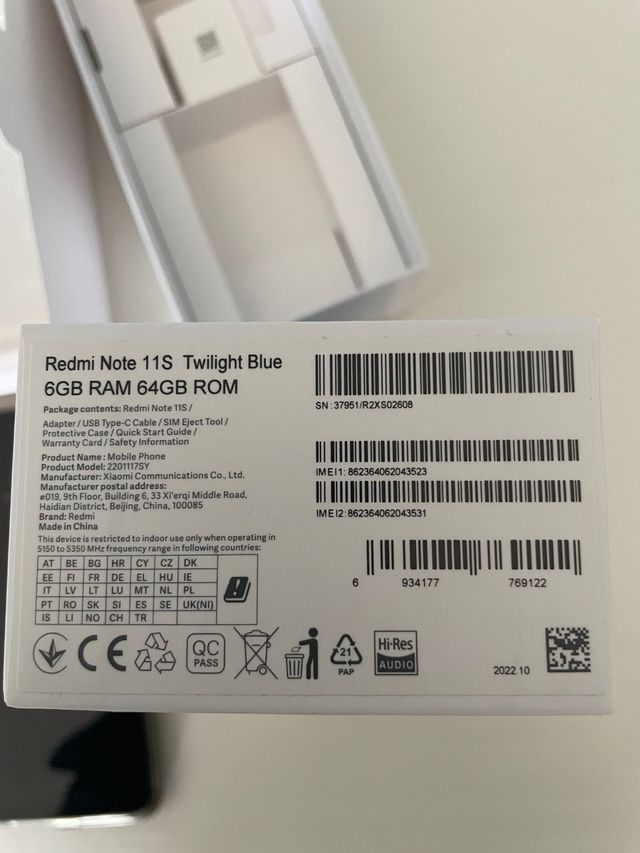 Redmi Note 11S Twilight Blue
6GB RAM 64GB ROM
Package contents: Redmi Note 11S /
Adapter / USB Type-C Cable / SIM Eject Tool /
Protective Case / Quick Start Guide /
Warranty Card / Safety Information
Product Name: Mobile Phone
Product Model: 2201117SY
Manufacturer: Xiaomi Communications Co., Ltd.
Manufacturer postal address:
#019, 9th Floor, Building 6, 33 Xi'erqi Middle Road,
Haidian District, Beijing, China, 100085
Brand: Redmi
Made in China
This device is restricted to indoor use only when operating in
5150 to 5350 MHz frequency range in following countries:
AT BE BG HR CY CZ DK
EE FI FR DE EL HU IE
IT LV LT LU MT NL PL
PT RO SK SI ES SE UK(NI)
IS LI NO CH TR
SN: 37951/R2XS02608
IMEI1: 862364062043523
IMEI2: 862364062043531
6 934177 769122
CE
QC
PASS
21
PAP
Hi-Res
AUDIO
2022.10